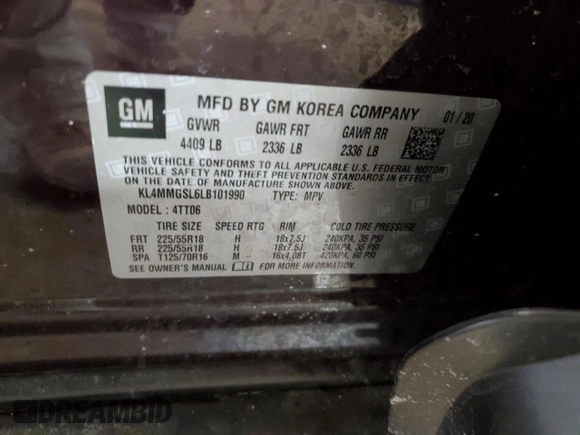 GM
MFD BY GM KOREA COMPANY 01/20
GVWR GAWR FRT GAWR RR
4409 LB 2336 LB 2336 LB
THIS VEHICLE CONFORMS TO ALL APPLICABLE U.S. FEDERAL MOTOR
VEHICLE SAFETY AND THEFT PREVENTION STANDARDS IN EFFECT ON
THE DATE OF MANUFACTURE SHOWN ABOVE.
KL4MMGSL6LB101990 TYPE: MPV
MODEL: 4TT06
TIRE SIZE SPEED RTG RIM COLD TIRE PRESSURE
FRT 225/55R18 H 18x7.5J 240KPA, 35 PSI
RR 225/55R18 H 18x7.5J 240KPA, 35 PSI
SPA T125/70R16 M 16x4.0BT 420KPA, 60 PSI
SEE OWNER'S MANUAL FOR MORE INFORMATION.
DREAMBID